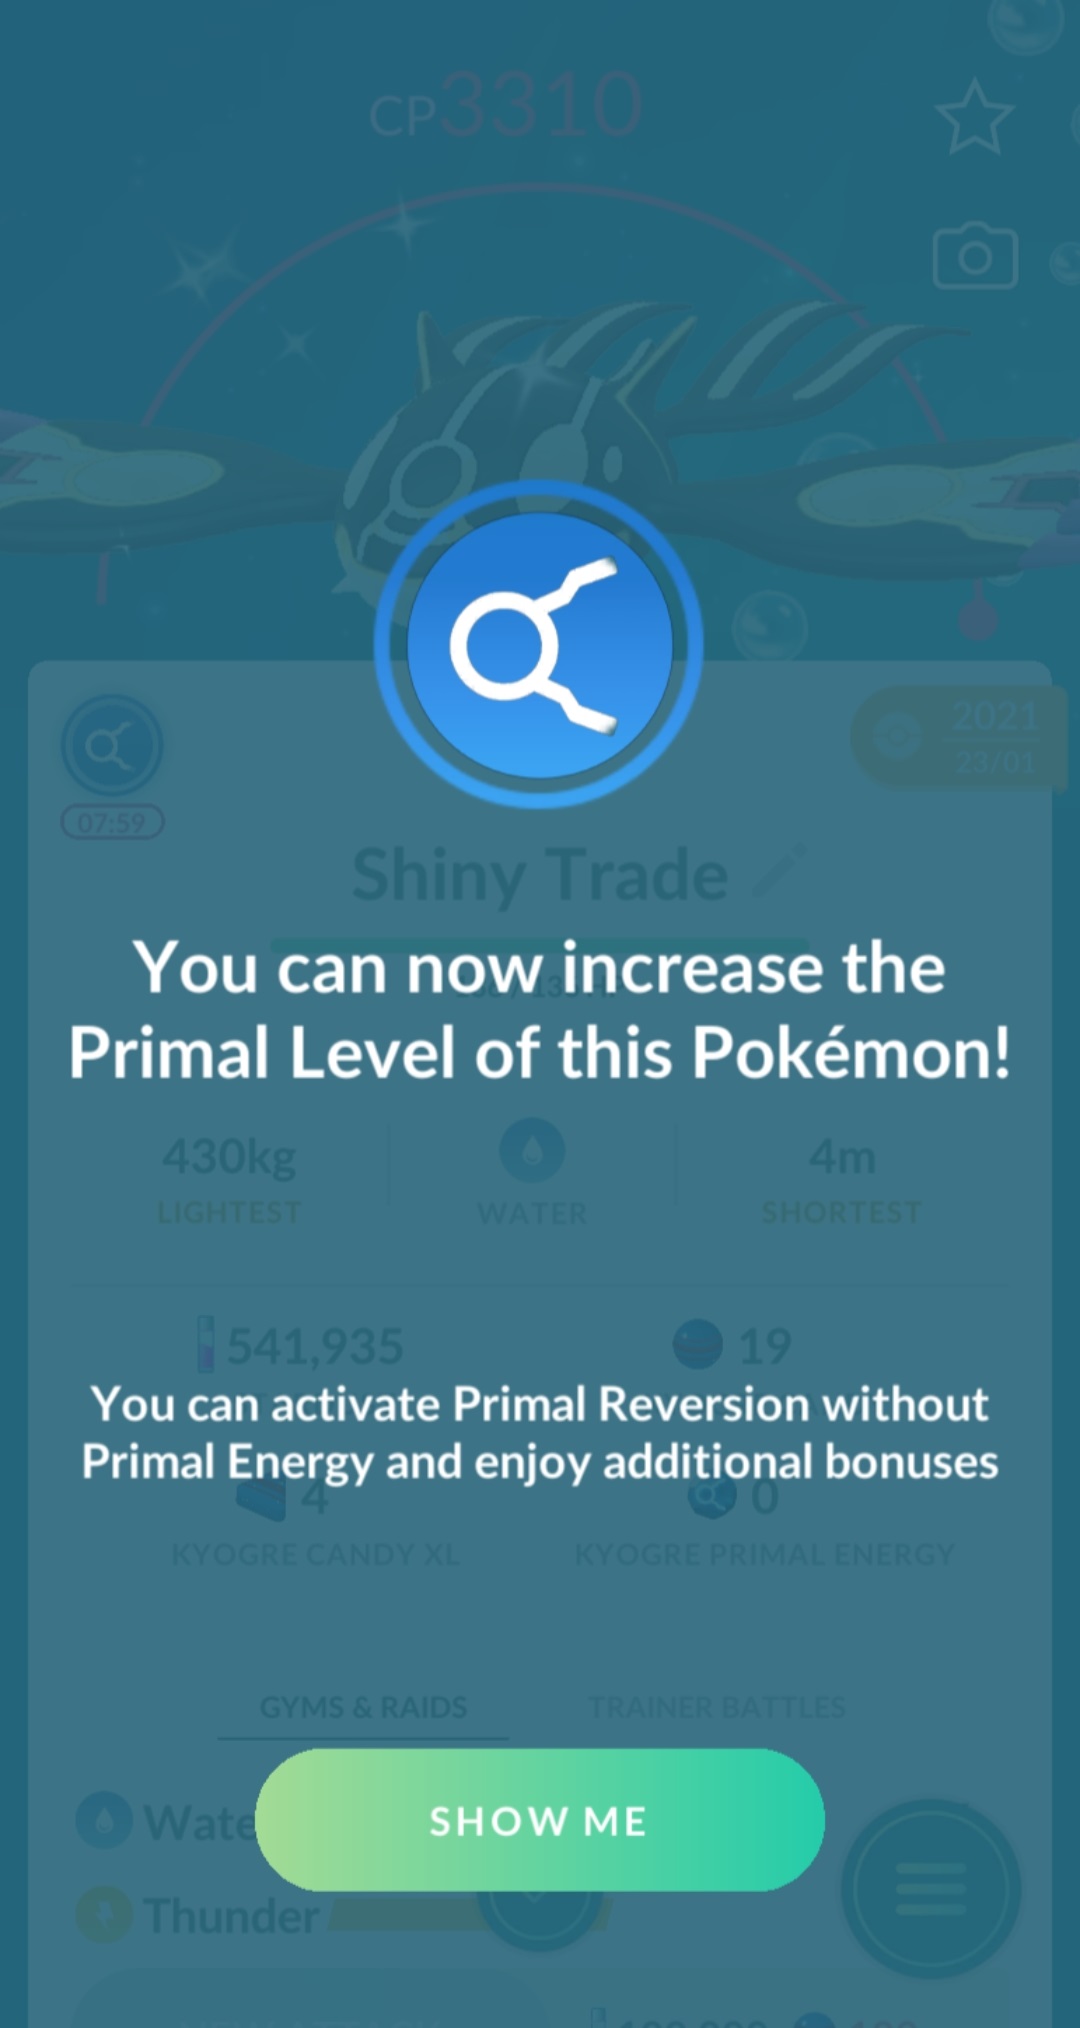 CP3310
2021
23/01
07:59
Shiny Trade
You can now increase the
Primal Level of this Pokémon!
430kg
LIGHTEST
WATER
4m
SHORTEST
541,935
19
You can activate Primal Reversion without
Primal Energy and enjoy additional bonuses
4
KYOGRE CANDY XL
0
KYOGRE PRIMAL ENERGY
GYMS & RAIDS
TRAINER BATTLES
SHOW ME
Thunder